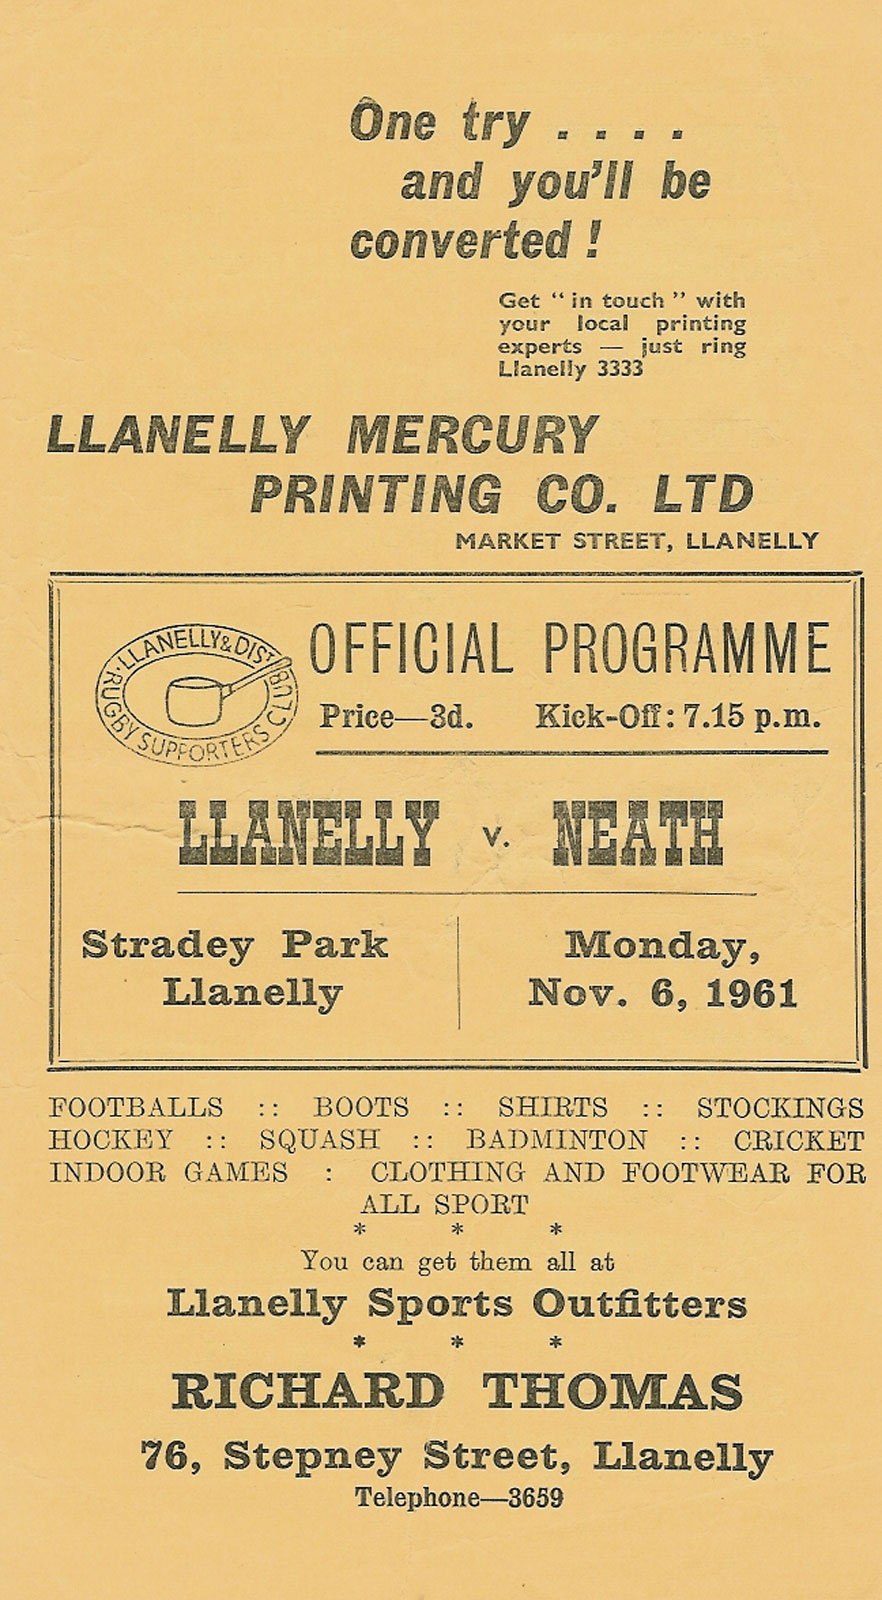 One try . . . .
and you'll be
converted !
Get " in touch " with
your local printing
experts — just ring
Llanelly 3333
LLANELLY MERCURY
PRINTING CO. LTD
MARKET STREET, LLANELLY
LLANELLY & DIST
RUGBY SUPPORTERS CLUB
OFFICIAL PROGRAMME
Price—3d. Kick-Off: 7.15 p.m.
LLANELLY v. NEATH
Stradey Park
Llanelly
Monday,
Nov. 6, 1961
FOOTBALLS :: BOOTS :: SHIRTS :: STOCKINGS
HOCKEY :: SQUASH :: BADMINTON :: CRICKET
INDOOR GAMES : CLOTHING AND FOOTWEAR FOR
ALL SPORT
* * *
You can get them all at
Llanelly Sports Outfitters
* * *
RICHARD THOMAS
76, Stepney Street, Llanelly
Telephone—3659